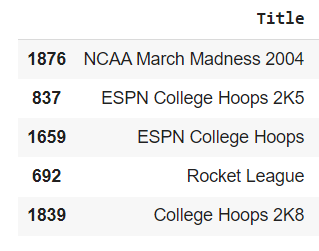 Title
1876 NCAA March Madness 2004
837 ESPN College Hoops 2K5
1659 ESPN College Hoops
692 Rocket League
1839 College Hoops 2K8